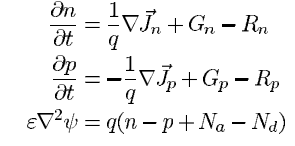 ∂n/∂t = 1/q ∇J⃗ₙ + Gₙ − Rₙ
∂p/∂t = −1/q ∇J⃗ₚ + Gₚ − Rₚ
ε∇²ψ = q(n − p + Nₐ − N_d)